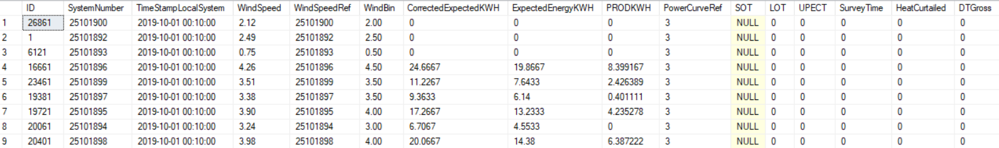 ID SystemNumber TimeStampLocalSystem WindSpeed WindSpeedRef WindBin CorrectedExpectedKWH ExpectedEnergyKWH PRODKWH PowerCurveRef SOT LOT UPECT SurveyTime HeatCurtailed DTGross
1 26861 25101900 2019-10-01 00:10:00 2.12 25101900 2.00 0 0 0 3 NULL 0 0 0 0 0
2 1 25101892 2019-10-01 00:10:00 2.49 25101892 2.50 0 0 0 3 NULL 0 0 0 0 0
3 6121 25101893 2019-10-01 00:10:00 0.75 25101893 0.50 0 0 0 3 NULL 0 0 0 0 0
4 16661 25101896 2019-10-01 00:10:00 4.26 25101896 4.50 24.6667 19.8667 8.399167 3 NULL 0 0 0 0 0
5 23461 25101899 2019-10-01 00:10:00 3.51 25101899 3.50 11.2267 7.6433 2.426389 3 NULL 0 0 0 0 0
6 19381 25101897 2019-10-01 00:10:00 3.38 25101897 3.50 9.3633 6.14 0.401111 3 NULL 0 0 0 0 0
7 19721 25101895 2019-10-01 00:10:00 3.90 25101895 4.00 17.2667 13.2333 4.235278 3 NULL 0 0 0 0 0
8 20061 25101894 2019-10-01 00:10:00 3.24 25101894 3.00 6.7067 4.5533 0 3 NULL 0 0 0 0 0
9 20401 25101898 2019-10-01 00:10:00 3.98 25101898 4.00 20.0667 14.38 6.387222 3 NULL 0 0 0 0 0